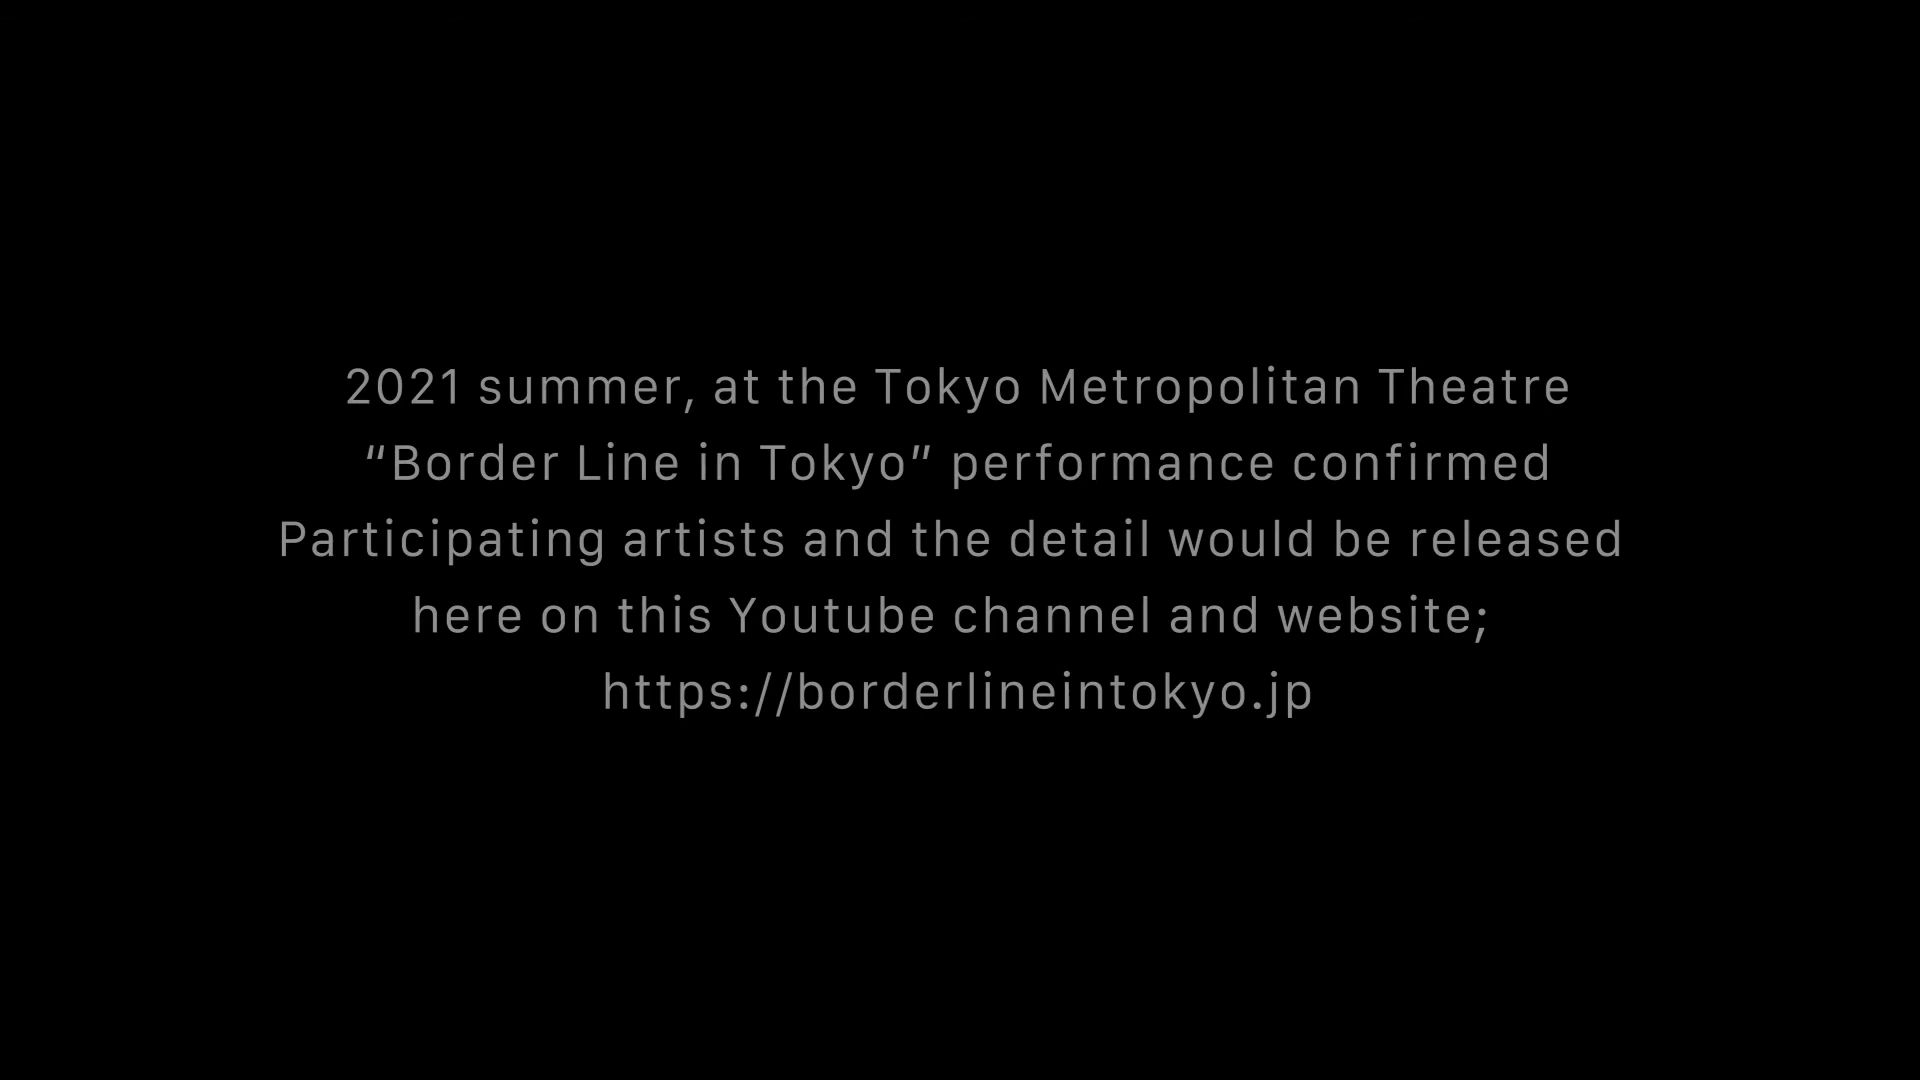 2021 summer, at the Tokyo Metropolitan Theatre
“Border Line in Tokyo” performance confirmed
Participating artists and the detail would be released
here on this Youtube channel and website;
https://borderlineintokyo.jp